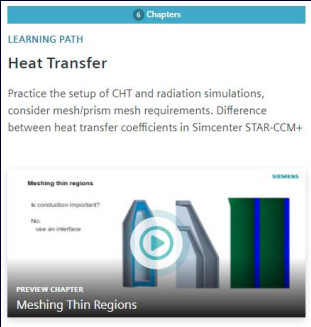 6 Chapters
LEARNING PATH
Heat Transfer
Practice the setup of CHT and radiation simulations,
consider mesh/prism mesh requirements. Difference
between heat transfer coefficients in Simcenter STAR-CCM+
SIEMENS
Meshing thin regions
Is conduction important?
No:
use an interface
PREVIEW CHAPTER
Meshing Thin Regions